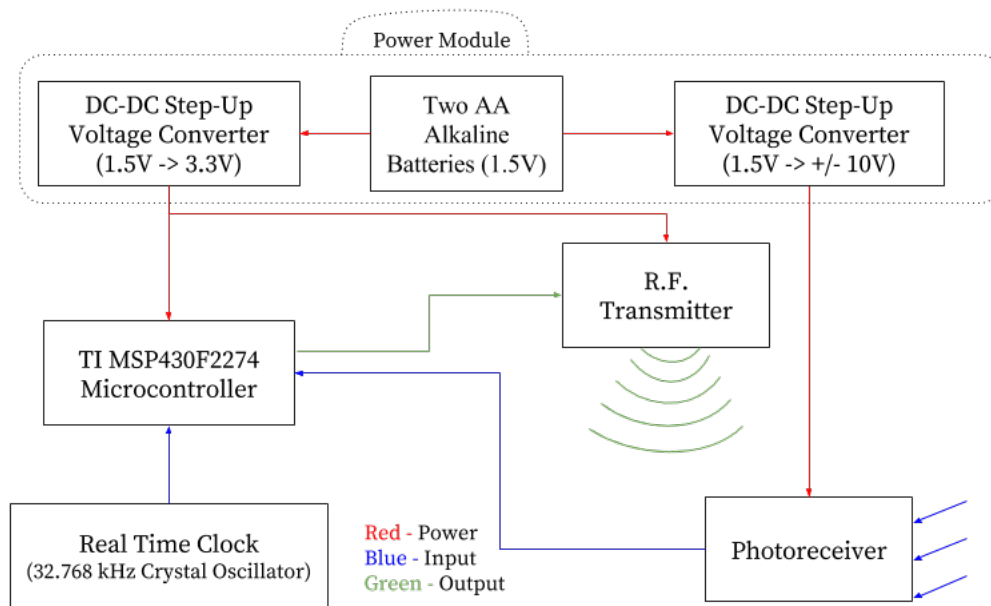 Power Module
DC-DC Step-Up
Voltage Converter
(1.5V -> 3.3V)
Two AA
Alkaline
Batteries (1.5V)
DC-DC Step-Up
Voltage Converter
(1.5V -> +/- 10V)
R.F.
Transmitter
TI MSP430F2274
Microcontroller
Real Time Clock
(32.768 kHz Crystal Oscillator)
Red - Power
Blue - Input
Green - Output
Photoreceiver